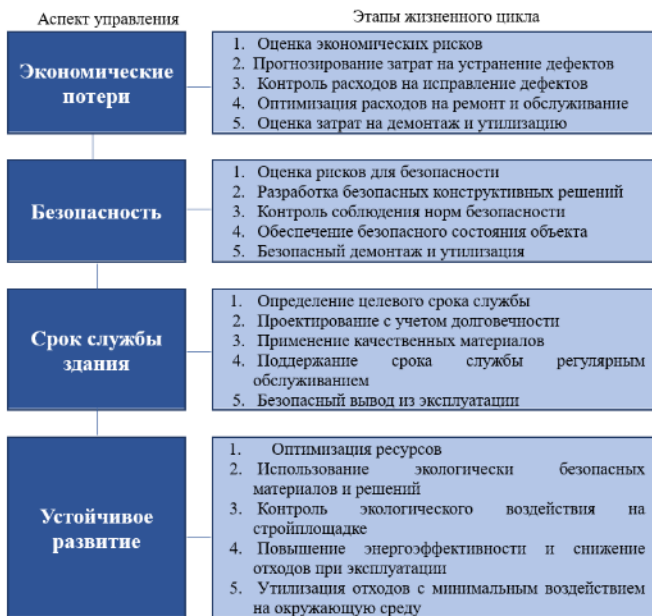 Аспект управления
Этапы жизненного цикла
Экономические
потери
1. Оценка экономических рисков
2. Прогнозирование затрат на устранение дефектов
3. Контроль расходов на исправление дефектов
4. Оптимизация расходов на ремонт и обслуживание
5. Оценка затрат на демонтаж и утилизацию
Безопасность
1. Оценка рисков для безопасности
2. Разработка безопасных конструктивных решений
3. Контроль соблюдения норм безопасности
4. Обеспечение безопасного состояния объекта
5. Безопасный демонтаж и утилизация
Срок службы
здания
1. Определение целевого срока службы
2. Проектирование с учетом долговечности
3. Применение качественных материалов
4. Поддержание срока службы регулярным
обслуживанием
5. Безопасный вывод из эксплуатации
Устойчивое
развитие
1. Оптимизация ресурсов
2. Использование экологически безопасных
материалов и решений
3. Контроль экологического воздействия на
стройплощадке
4. Повышение энергоэффективности и снижение
отходов при эксплуатации
5. Утилизация отходов с минимальным воздействием
на окружающую среду